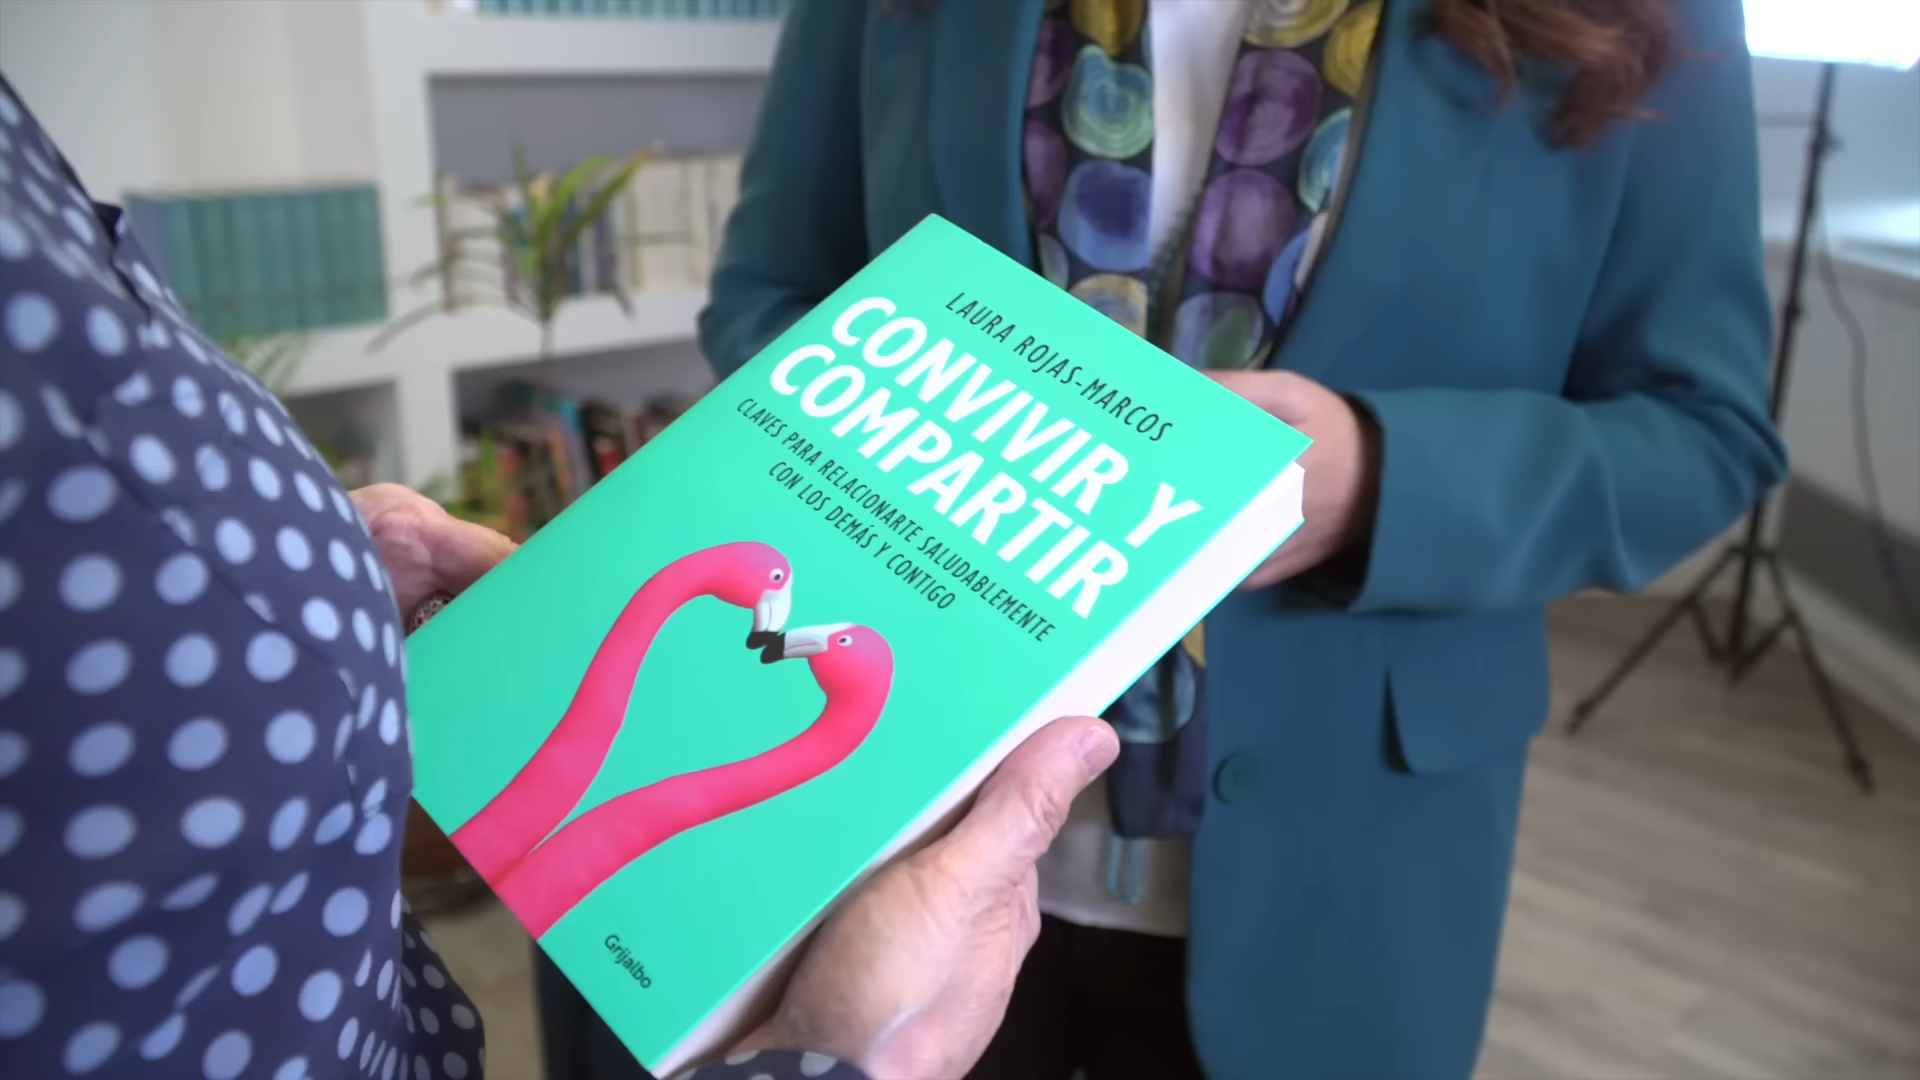 LAURA ROJAS-MARCOS
CONVIVIR Y
COMPARTIR
CLAVES PARA RELACIONARTE SALUDABLEMENTE
CON LOS DEMÁS Y CONTIGO
Grijalbo